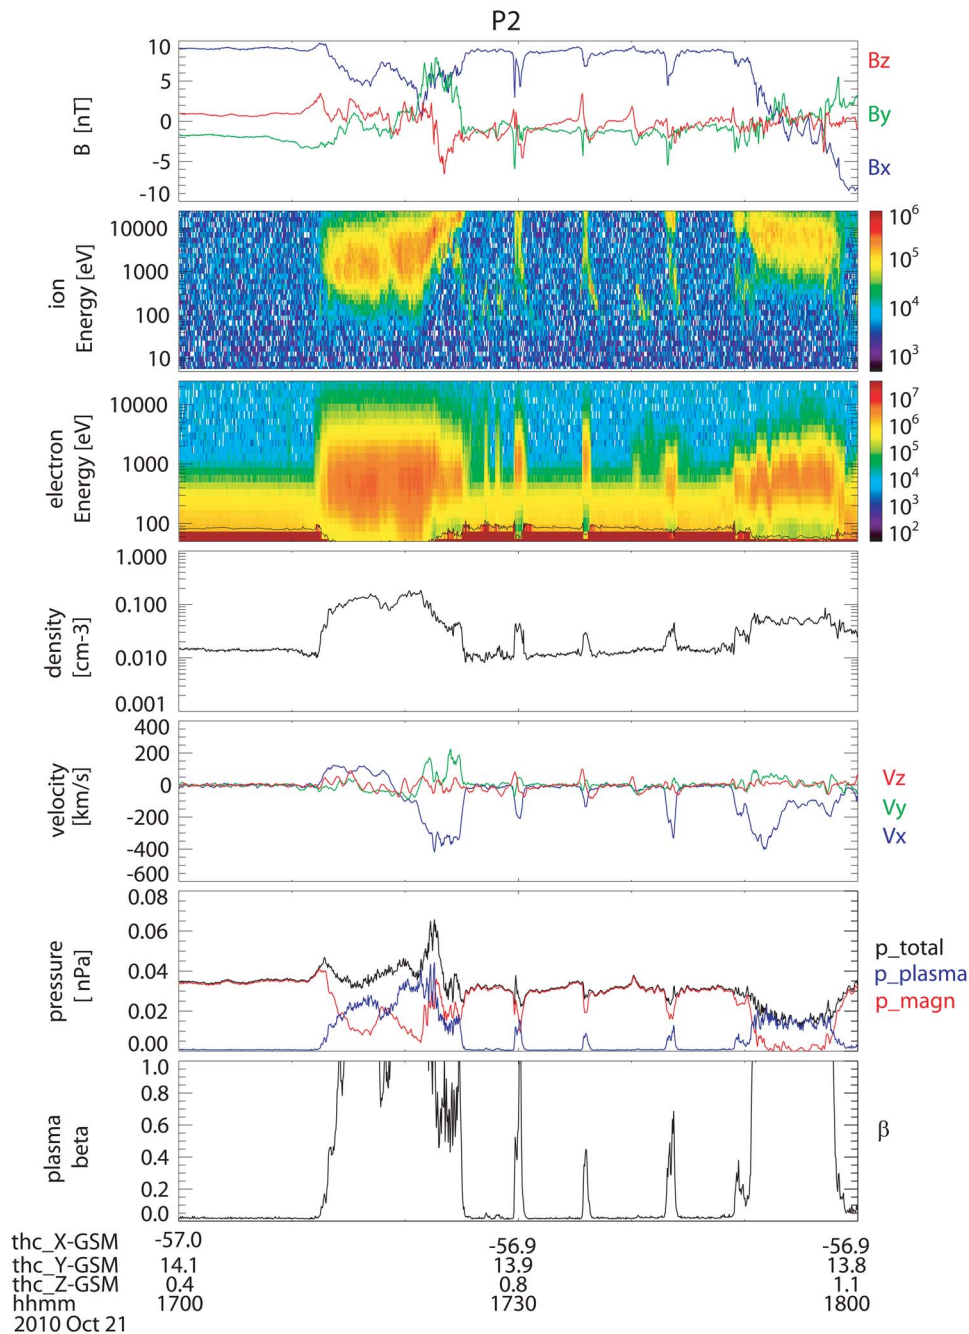 P2
10
5
0
-5
-10
B [nT]
Bz
By
Bx
10000
1000
100
10
ion
Energy [eV]
10^6
10^5
10^4
10^3
10000
1000
100
electron
Energy [eV]
10^7
10^6
10^5
10^4
10^3
10^2
1.000
0.100
0.010
0.001
density
[cm-3]
400
200
0
-200
-400
-600
velocity
[km/s]
Vz
Vy
Vx
0.08
0.06
0.04
0.02
0.00
pressure
[ nPa]
p_total
p_plasma
p_magn
1.0
0.8
0.6
0.4
0.2
0.0
plasma
beta
β
thc_X-GSM -57.0 -56.9 -56.9
thc_Y-GSM 14.1 13.9 13.8
thc_Z-GSM 0.4 0.8 1.1
hhmm 1700 1730 1800
2010 Oct 21